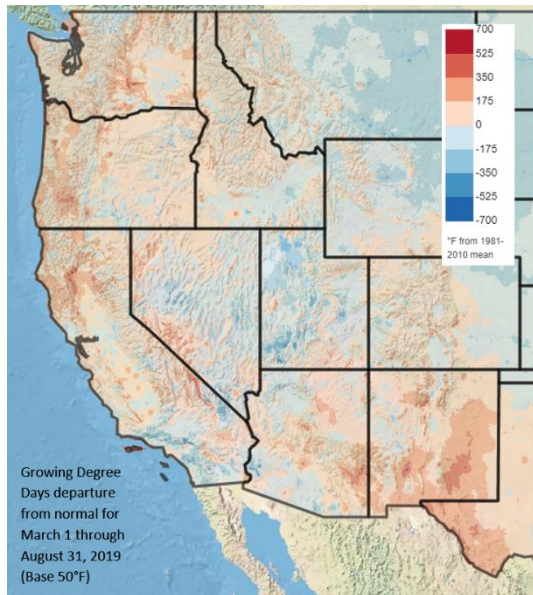 700
525
350
175
0
-175
-350
-525
-700
°F from 1981-
2010 mean
Growing Degree
Days departure
from normal for
March 1 through
August 31, 2019
(Base 50°F)